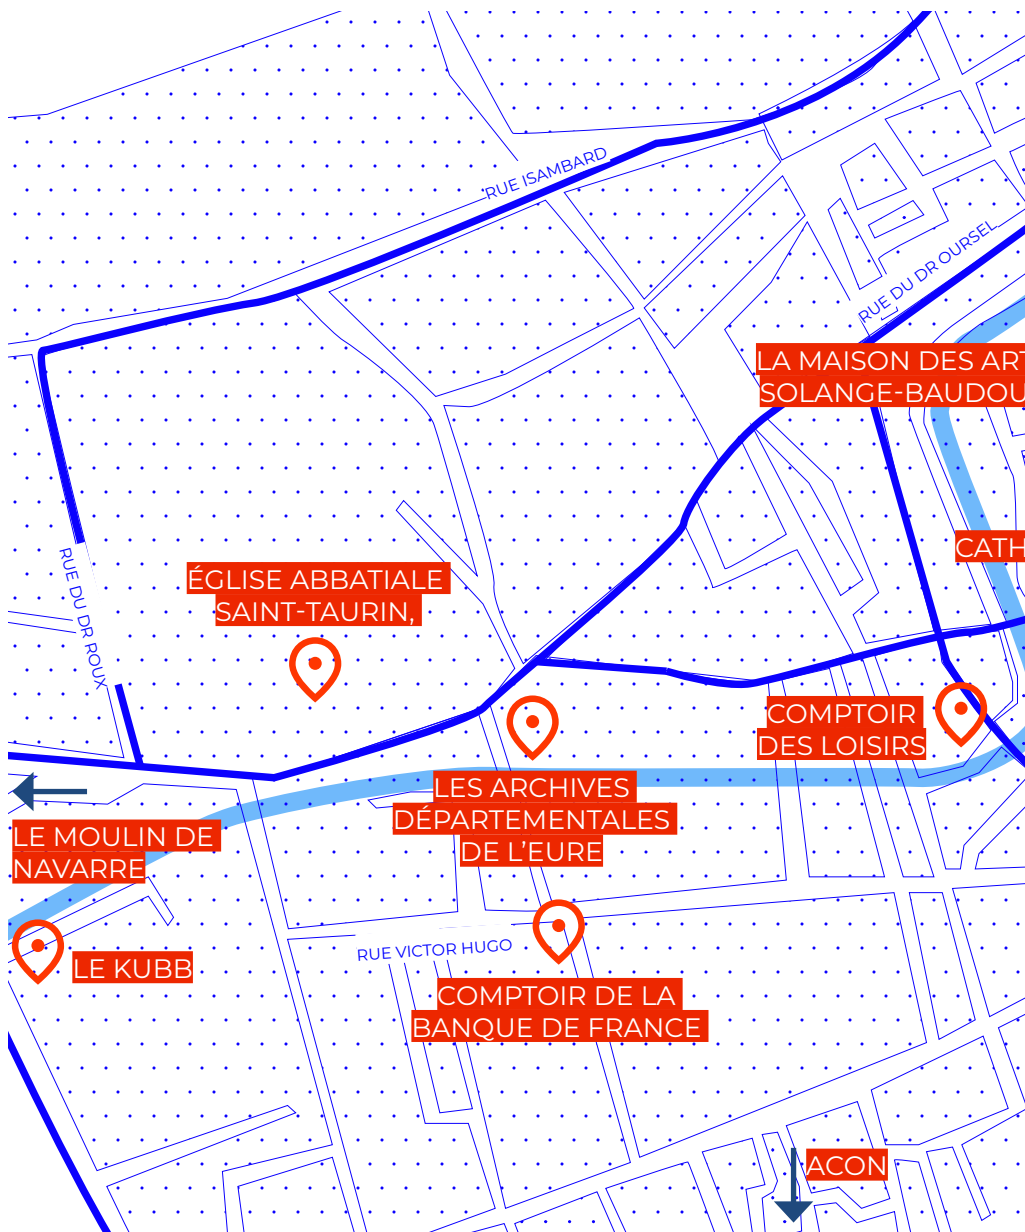 RUE ISAMBARD
RUE DU DR OURSEL
LA MAISON DES ART
SOLANGE-BAUDOU
CATH
ÉGLISE ABBATIALE
SAINT-TAURIN,
RUE DU DR ROUX
COMPTOIR
DES LOISIRS
LES ARCHIVES
DÉPARTEMENTALES
DE L'EURE
LE MOULIN DE
NAVARRE
LE KUBB
RUE VICTOR HUGO
COMPTOIR DE LA
BANQUE DE FRANCE
ACON